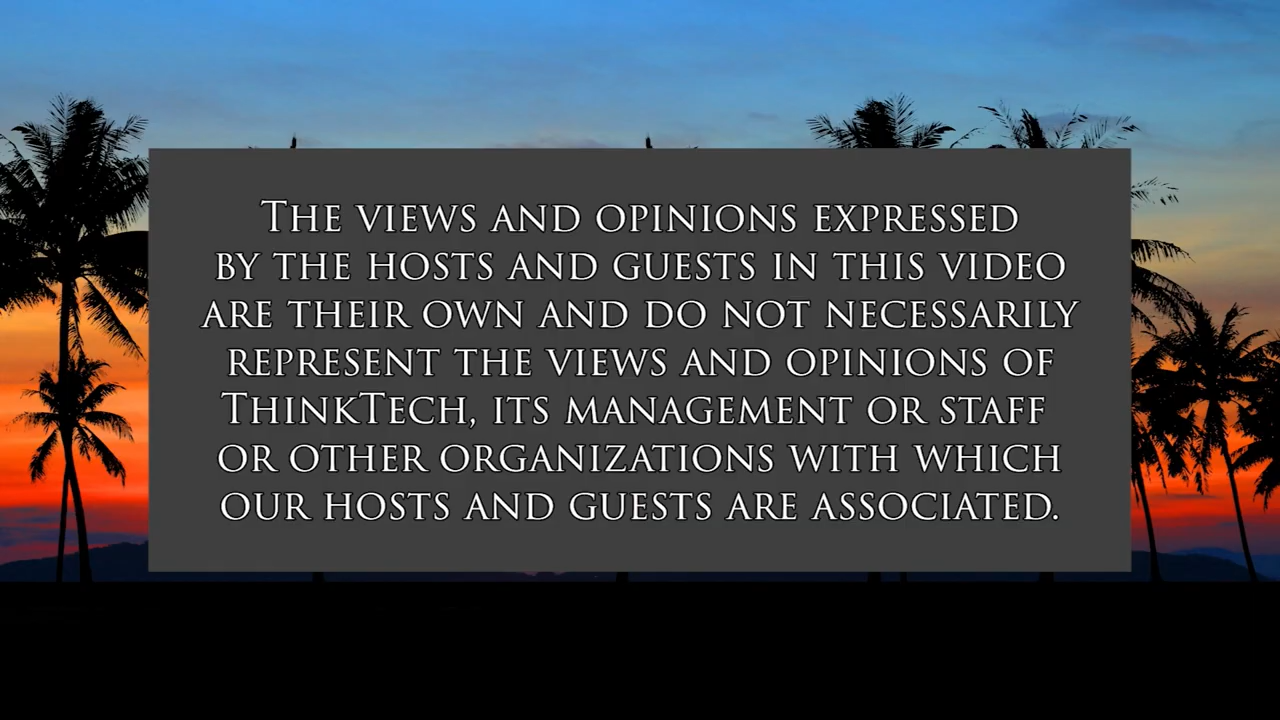 The views and opinions expressed
by the hosts and guests in this video
are their own and do not necessarily
represent the views and opinions of
ThinkTech, its management or staff
or other organizations with which
our hosts and guests are associated.